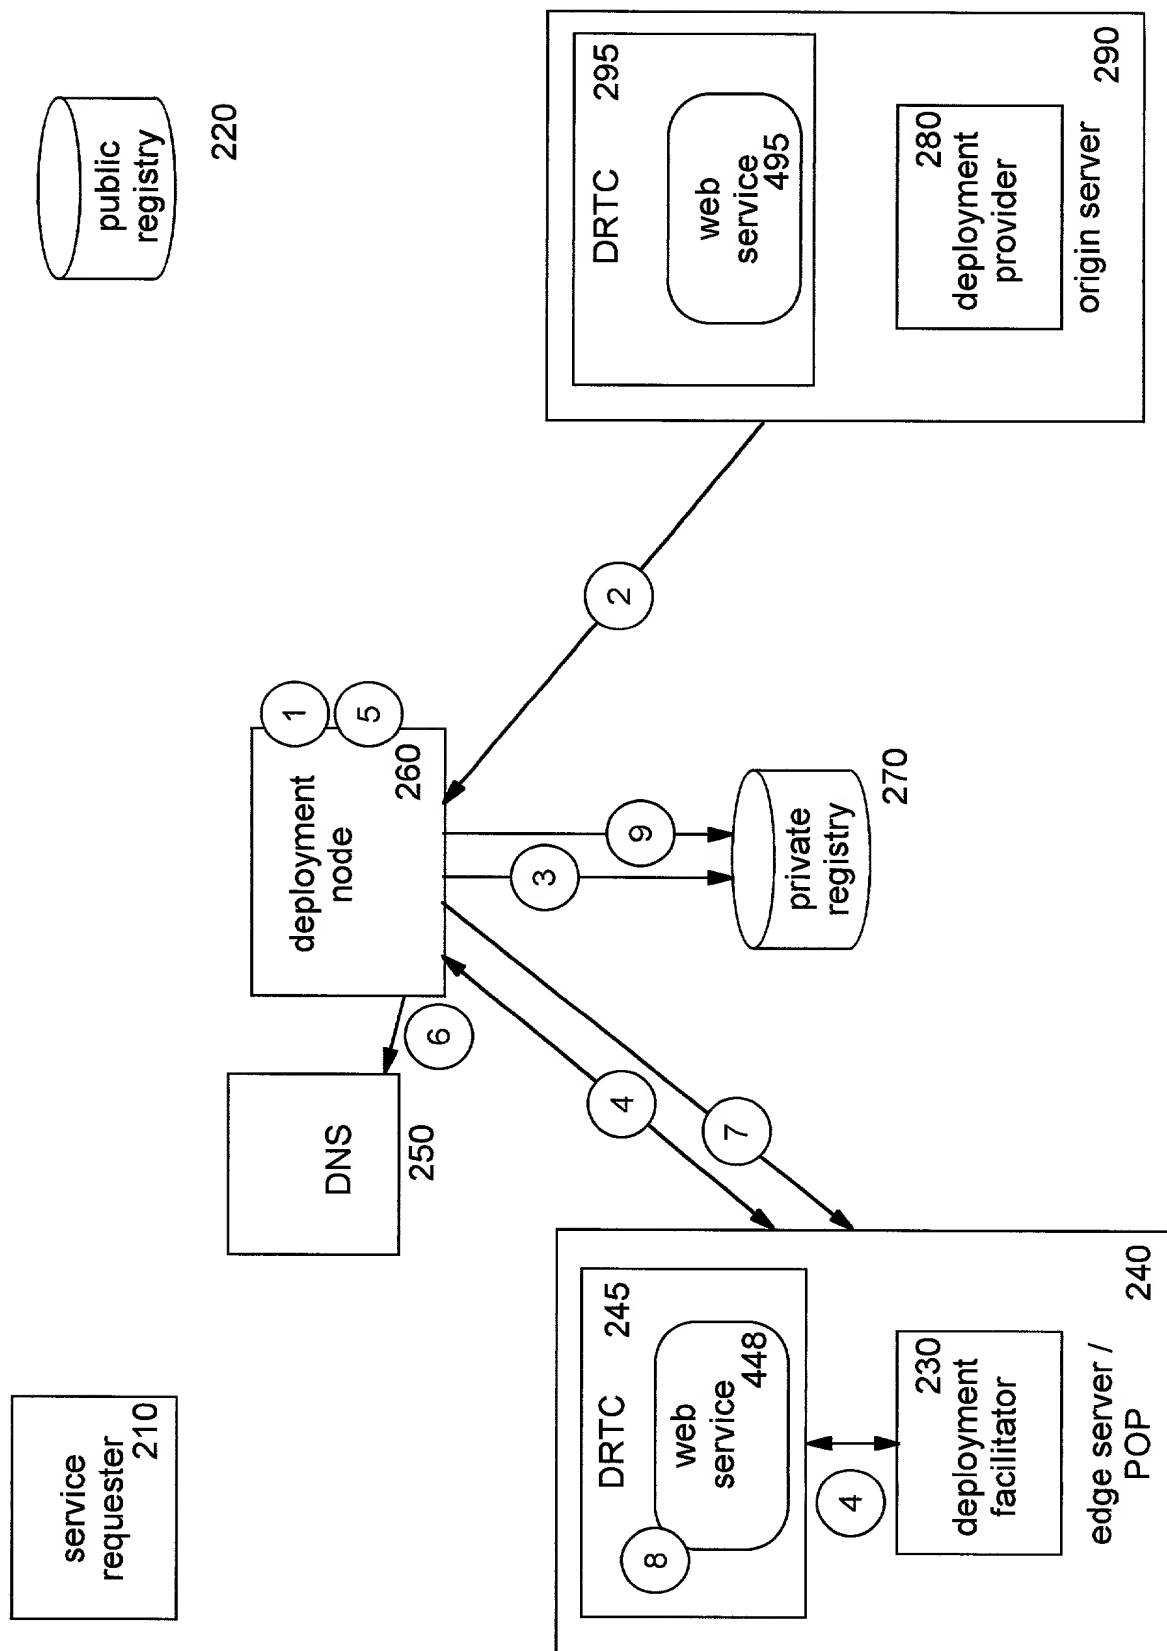 service
requester
210
public
registry
220
DNS
250
deployment
node
260
1
5
6
2
4
7
3
9
private
registry
270
DRTC
245
web
service
448
8
4
deployment
facilitator
230
edge server /
POP
240
DRTC
295
web
service
495
deployment
provider
280
origin server
290